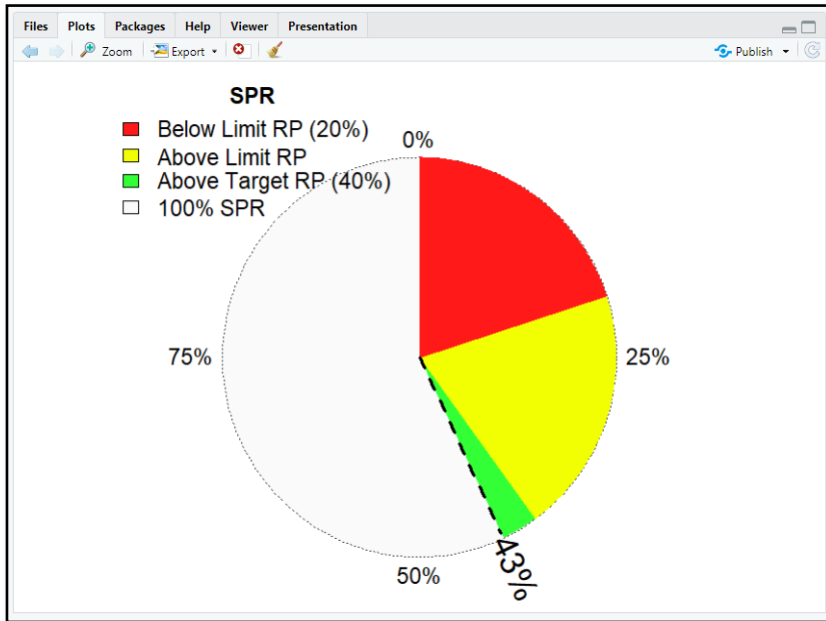 Files Plots Packages Help Viewer Presentation
Zoom Export Publish
SPR
Below Limit RP (20%)
Above Limit RP
Above Target RP (40%)
100% SPR
0%
75%
25%
50%
43%